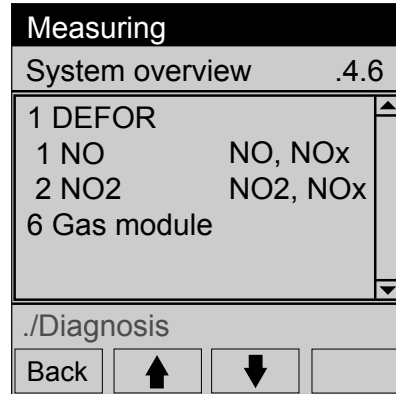 Measuring
System overview .4.6
1 DEFOR
1 NO NO, NOx
2 NO2 NO2, NOx
6 Gas module
./Diagnosis
Back